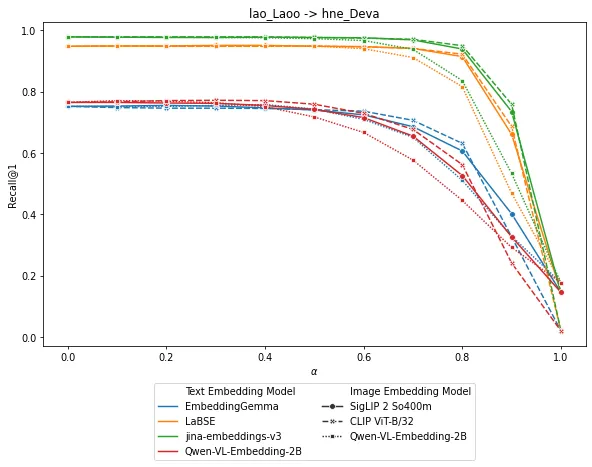 lao_Laoo -> hne_Deva
Recall@1
1.0
0.8
0.6
0.4
0.2
0.0
0.0 0.2 0.4 0.6 0.8 1.0
α
Text Embedding Model
EmbeddingGemma
LaBSE
jina-embeddings-v3
Qwen-VL-Embedding-2B
Image Embedding Model
SigLIP 2 So400m
CLIP ViT-B/32
Qwen-VL-Embedding-2B